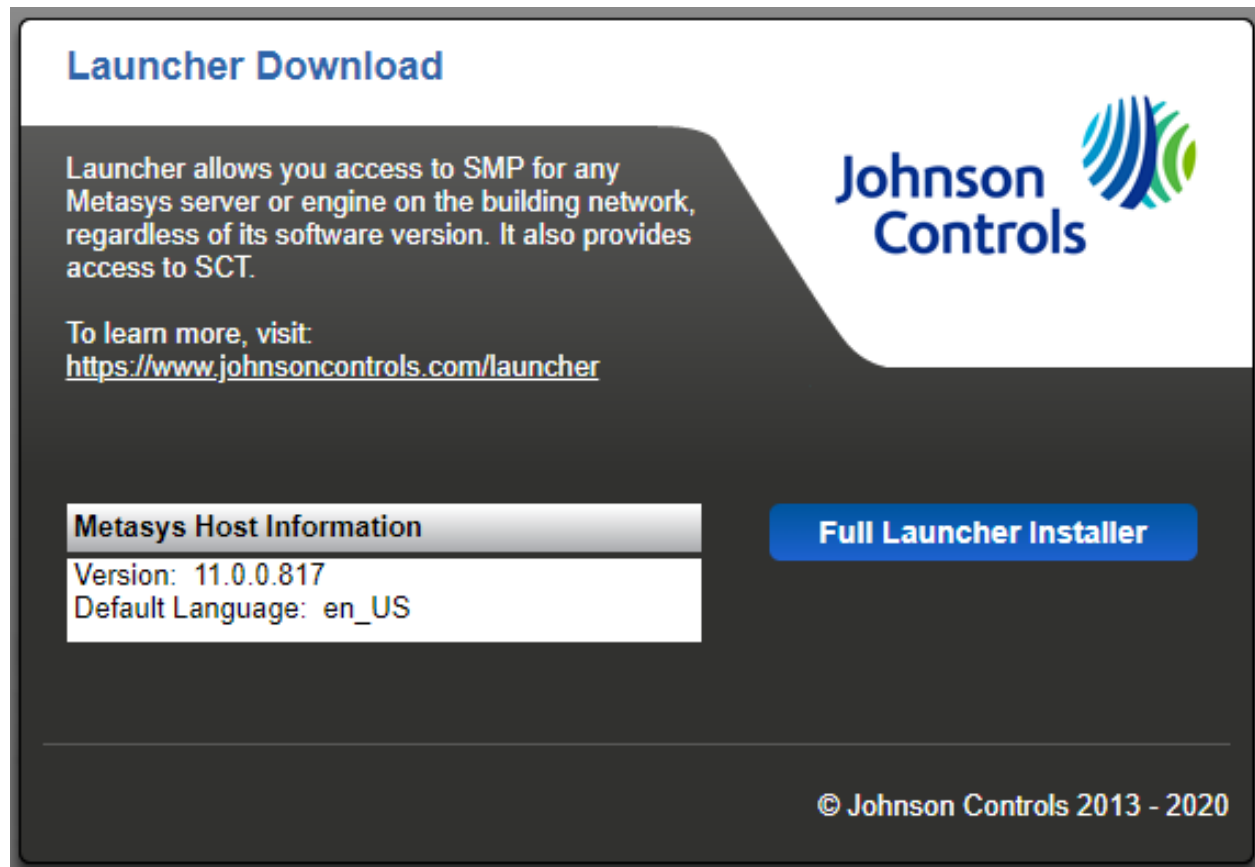 Launcher Download
Johnson
Controls
Launcher allows you access to SMP for any
Metasys server or engine on the building network,
regardless of its software version. It also provides
access to SCT.
To learn more, visit:
https://www.johnsoncontrols.com/launcher
Metasys Host Information
Version: 11.0.0.817
Default Language: en_US
Full Launcher Installer
© Johnson Controls 2013 - 2020